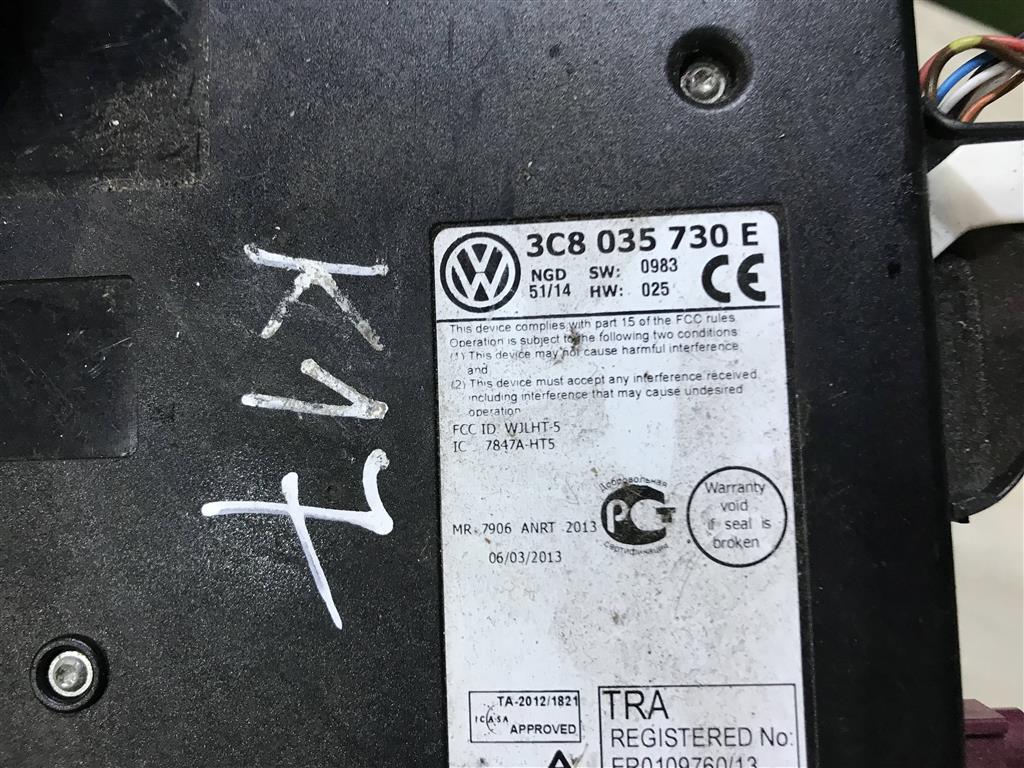 K17
3C8 035 730 E
NGD SW: 0983
51/14 HW: 025
CE
This device complies with part 15 of the FCC rules.
Operation is subject to the following two conditions:
(1) This device may not cause harmful interference,
and
(2) This device must accept any interference received,
including interference that may cause undesired
operation
FCC ID WJLHT-5
IC 7847A-HT5
Добровольная
РСТ
сертификация
Warranty
void
if seal is
broken
MR 7906 ANRT 2013
06/03/2013
TA-2012/1821
ICASA
APPROVED
TRA
REGISTERED No:
ER0109760/13